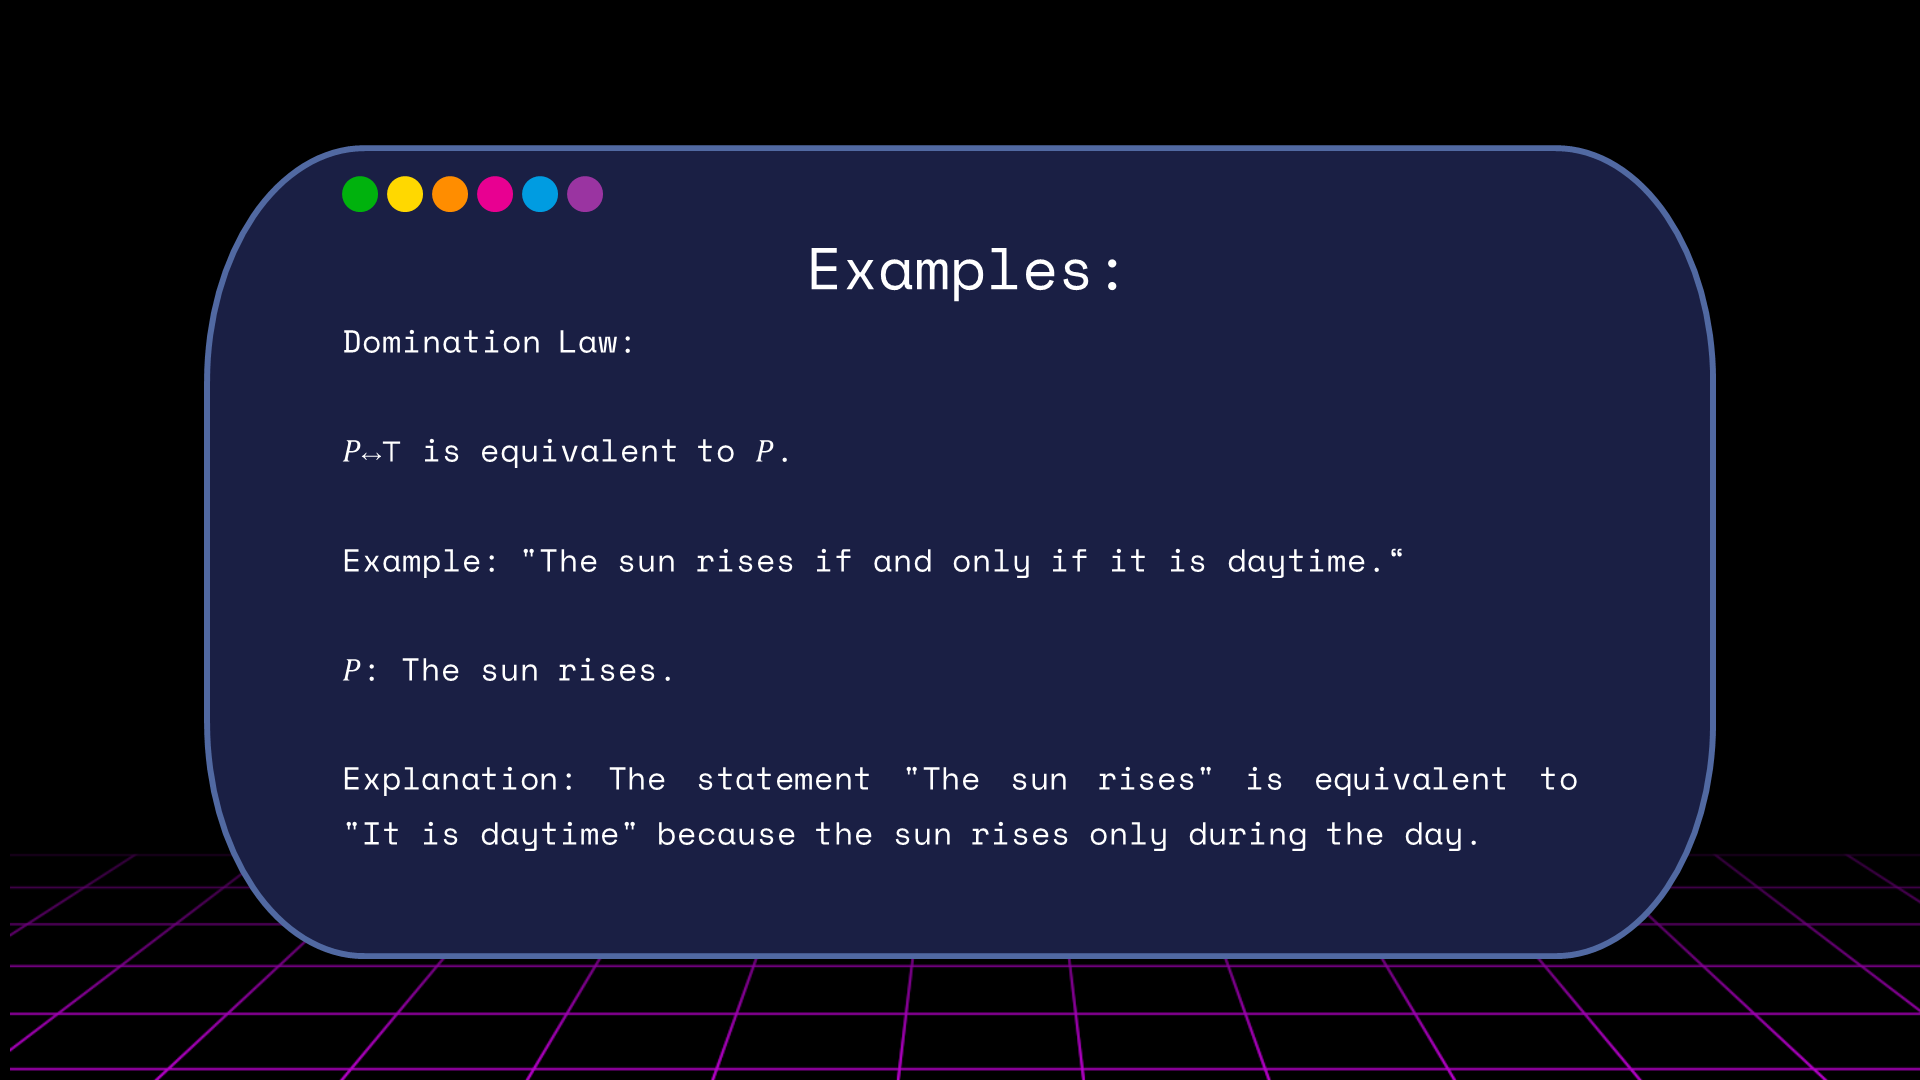 Examples:
Domination Law:
P↔T is equivalent to P.
Example: "The sun rises if and only if it is daytime.“
P: The sun rises.
Explanation: The statement "The sun rises" is equivalent to
"It is daytime" because the sun rises only during the day.